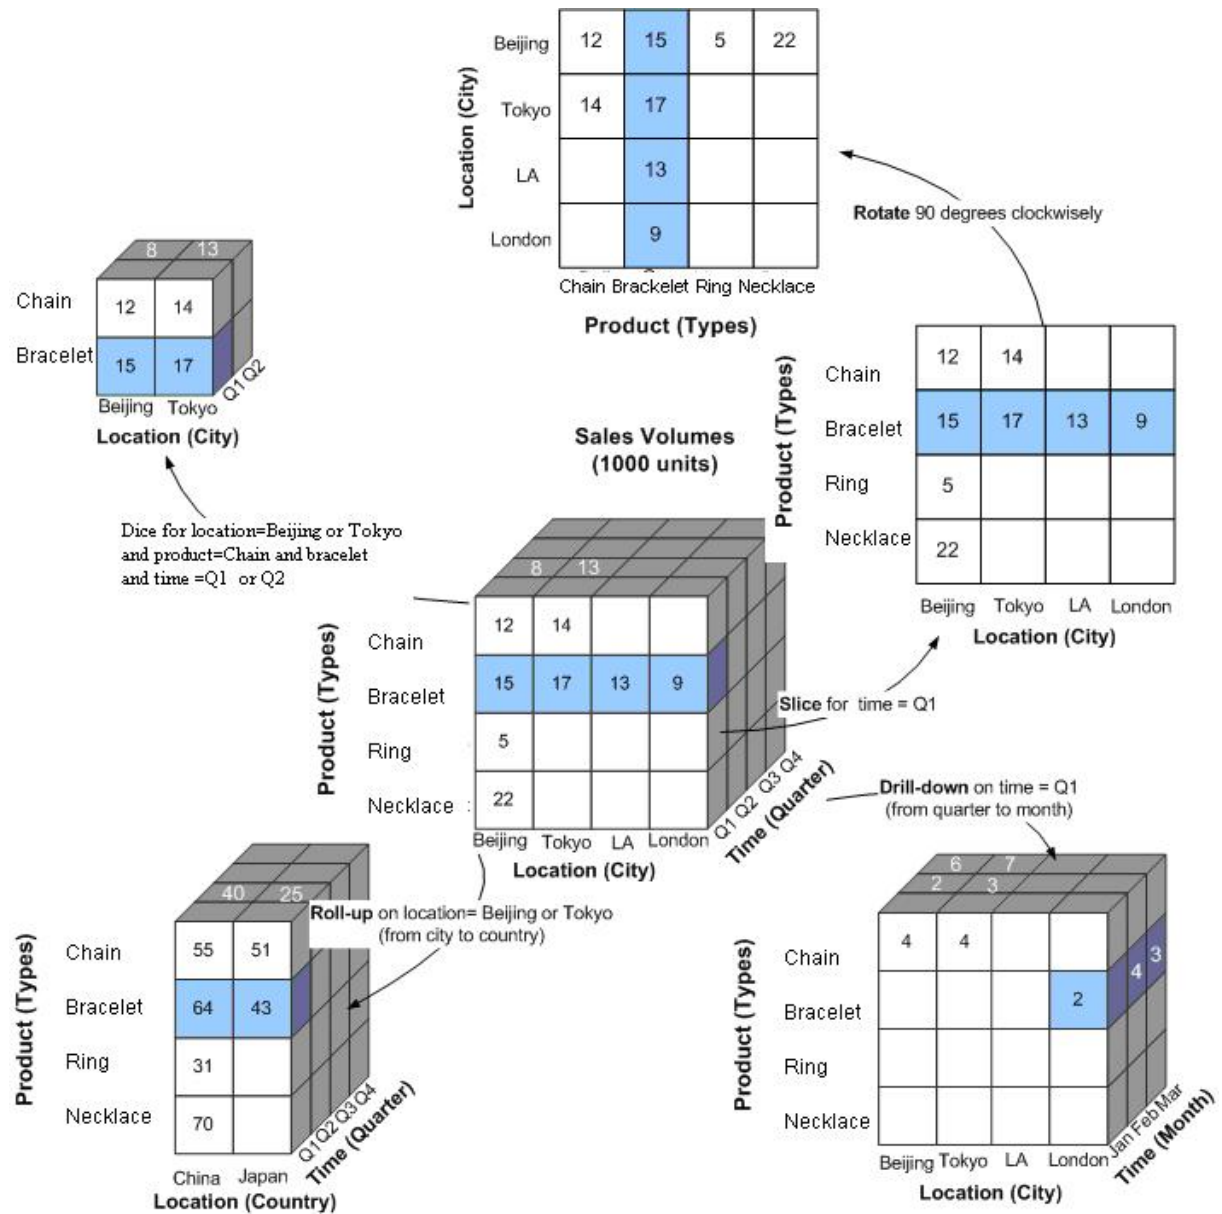 Location (City)
Beijing 12 15 5 22
Tokyo 14 17
LA 13
London 9
Chain Brackelet Ring Necklace
Product (Types)
Rotate 90 degrees clockwisely
8 13
Chain 12 14
Bracelet 15 17
Q1 Q2
Beijing Tokyo
Location (City)
Dice for location=Beijing or Tokyo
and product=Chain and bracelet
and time =Q1 or Q2
Product (Types)
Chain 12 14
Bracelet 15 17 13 9
Ring 5
Necklace 22
Beijing Tokyo LA London
Location (City)
Sales Volumes
(1000 units)
8 13
Product (Types)
Chain 12 14
Bracelet 15 17 13 9
Ring 5
Necklace 22
Q1 Q2 Q3 Q4
Time (Quarter)
Beijing Tokyo LA London
Location (City)
Slice for time = Q1
Drill-down on time = Q1
(from quarter to month)
Roll-up on location= Beijing or Tokyo
(from city to country)
40 25
Product (Types)
Chain 55 51
Bracelet 64 43
Ring 31
Necklace 70
Q1 Q2 Q3 Q4
Time (Quarter)
China Japan
Location (Country)
6 7
2 3
Product (Types)
Chain 4 4
Bracelet 2 4 3
Ring
Necklace
Jan Feb Mar
Time (Month)
Beijing Tokyo LA London
Location (City)